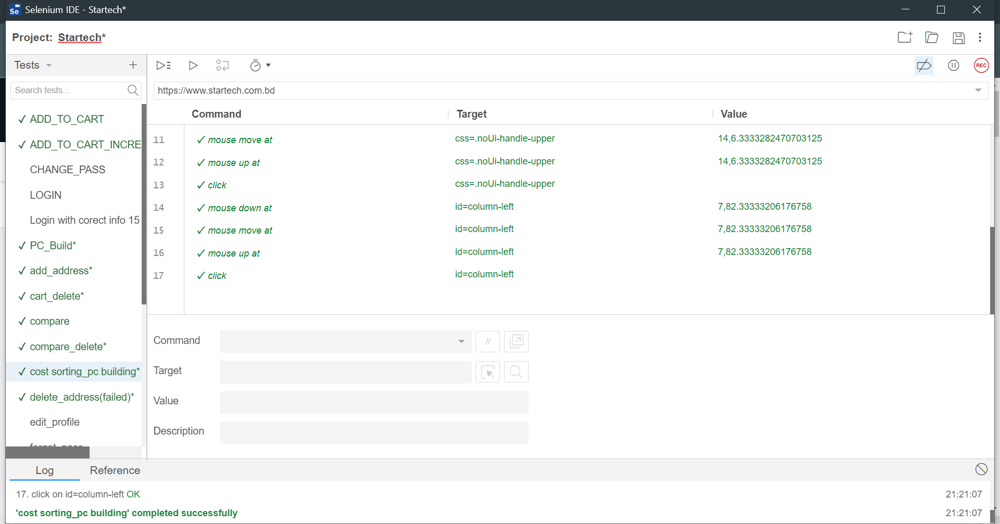 Selenium IDE - Startech*
Project: Startech*
Tests
REC
Search tests...
https://www.startech.com.bd
Command Target Value
✓ ADD_TO_CART
✓ ADD_TO_CART_INCRE
CHANGE_PASS
LOGIN
Login with corect info 15
✓ PC_Build*
✓ add_address*
✓ cart_delete*
✓ compare
✓ compare_delete*
✓ cost sorting_pc building*
✓ delete_address(failed)*
edit_profile
11 ✓ mouse move at css=.noUi-handle-upper 14,6.3333282470703125
12 ✓ mouse up at css=.noUi-handle-upper 14,6.3333282470703125
13 ✓ click css=.noUi-handle-upper
14 ✓ mouse down at id=column-left 7,82.33333206176758
15 ✓ mouse move at id=column-left 7,82.33333206176758
16 ✓ mouse up at id=column-left 7,82.33333206176758
17 ✓ click id=column-left
Command //
Target
Value
Description
Log Reference
17. click on id=column-left OK 21:21:07
'cost sorting_pc building' completed successfully 21:21:07